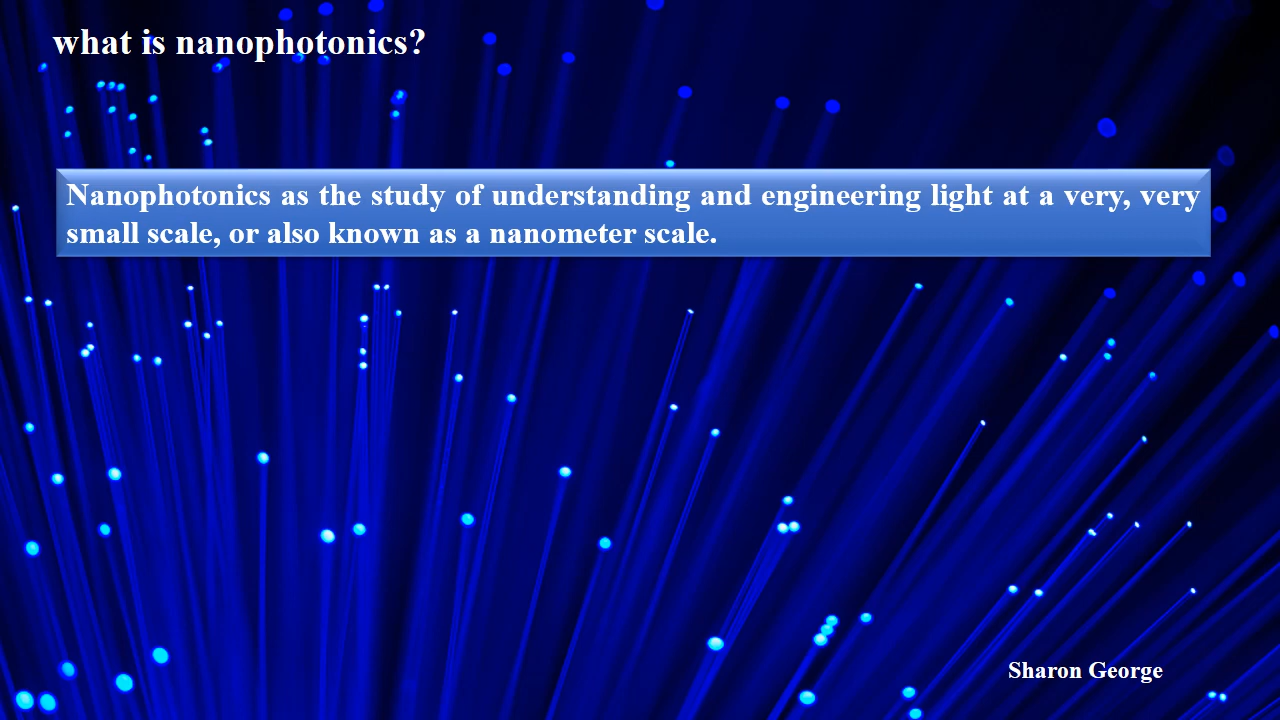 what is nanophotonics?
Nanophotonics as the study of understanding and engineering light at a very, very
small scale, or also known as a nanometer scale.
Sharon George